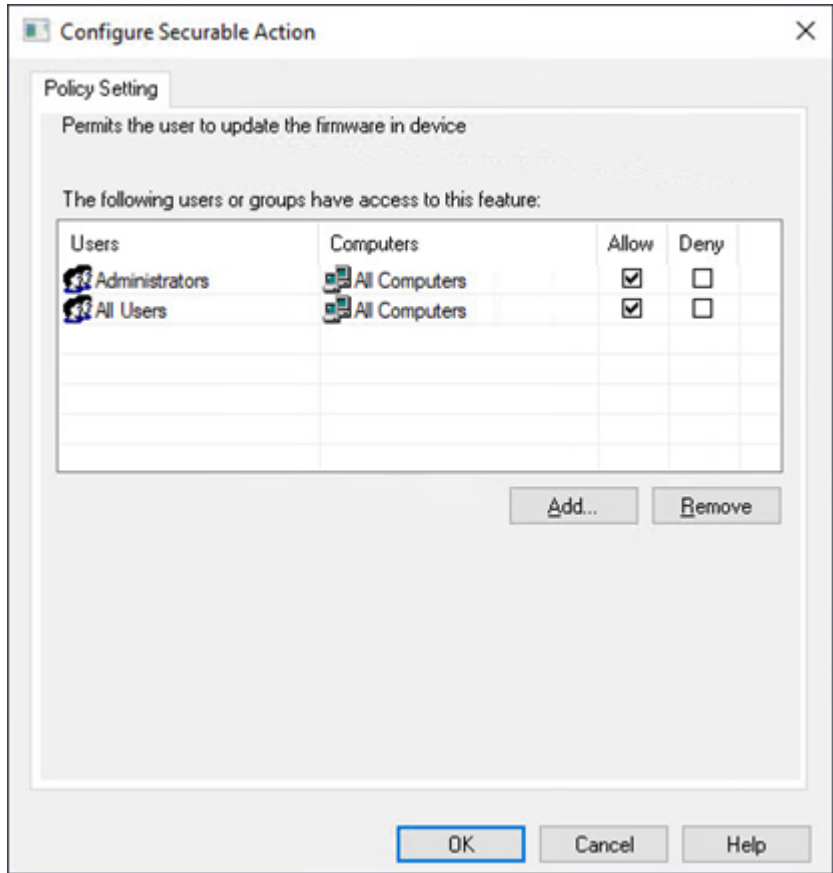 Configure Securable Action
Policy Setting
Permits the user to update the firmware in device
The following users or groups have access to this feature:
Users Computers Allow Deny
Administrators All Computers
All Users All Computers
Add... Remove
OK Cancel Help